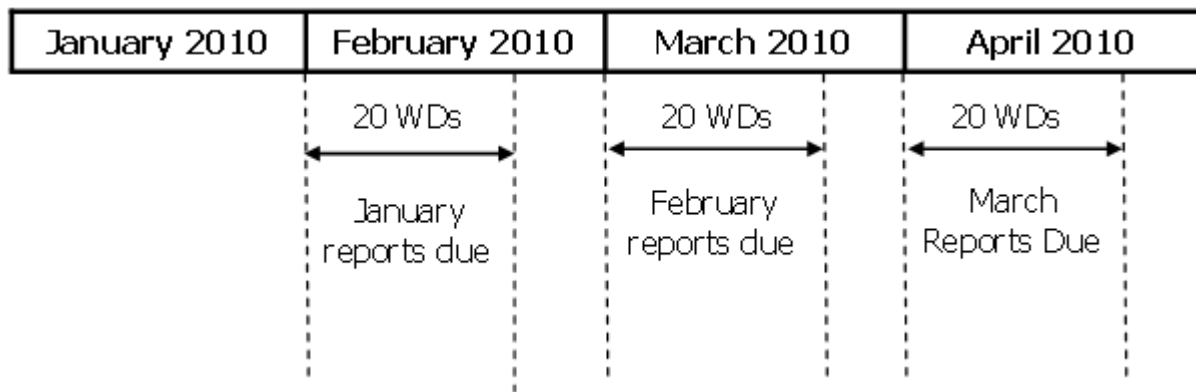 January 2010 February 2010 March 2010 April 2010
20 WDs 20 WDs 20 WDs
January
reports due
February
reports due
March
Reports Due